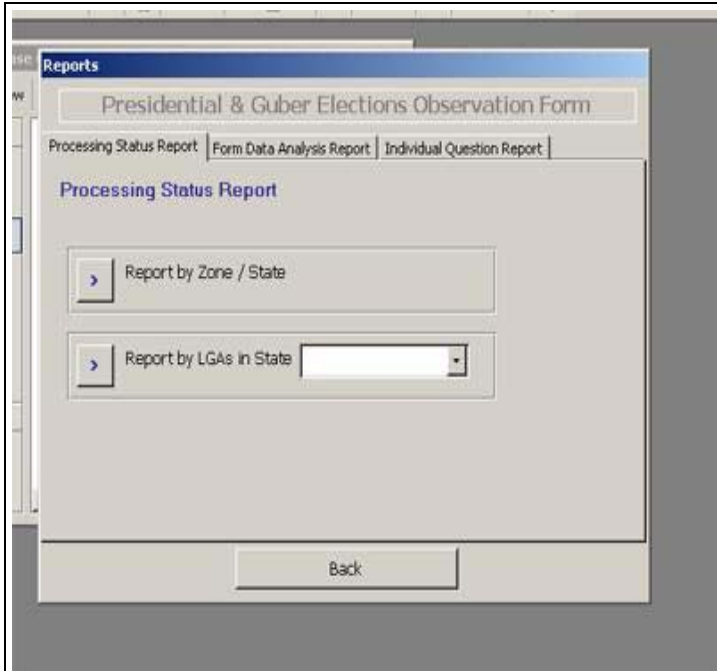 Reports
Presidential & Guber Elections Observation Form
Processing Status Report
Form Data Analysis Report
Individual Question Report
Processing Status Report
> Report by Zone / State
> Report by LGAs in State
Back